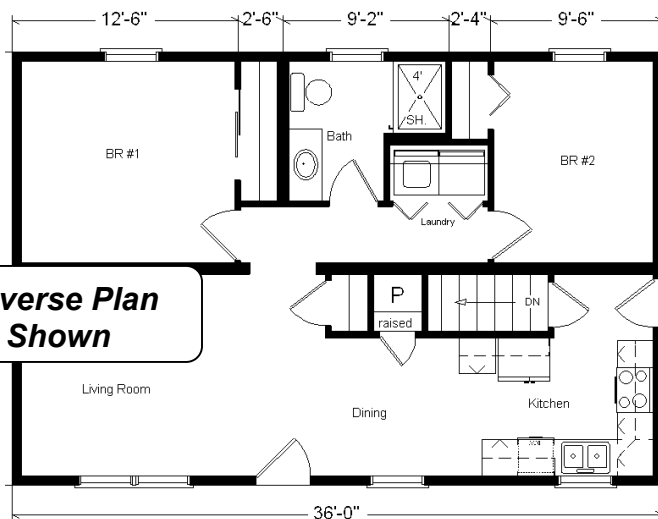 12'-6" 2'-6" 9'-2" 2'-4" 9'-6"
4'
SH.
Bath
BR #1
BR #2
Laundry
verse Plan
Shown
P
raised
DN
Living Room
Dining
Kitchen
36'-0"